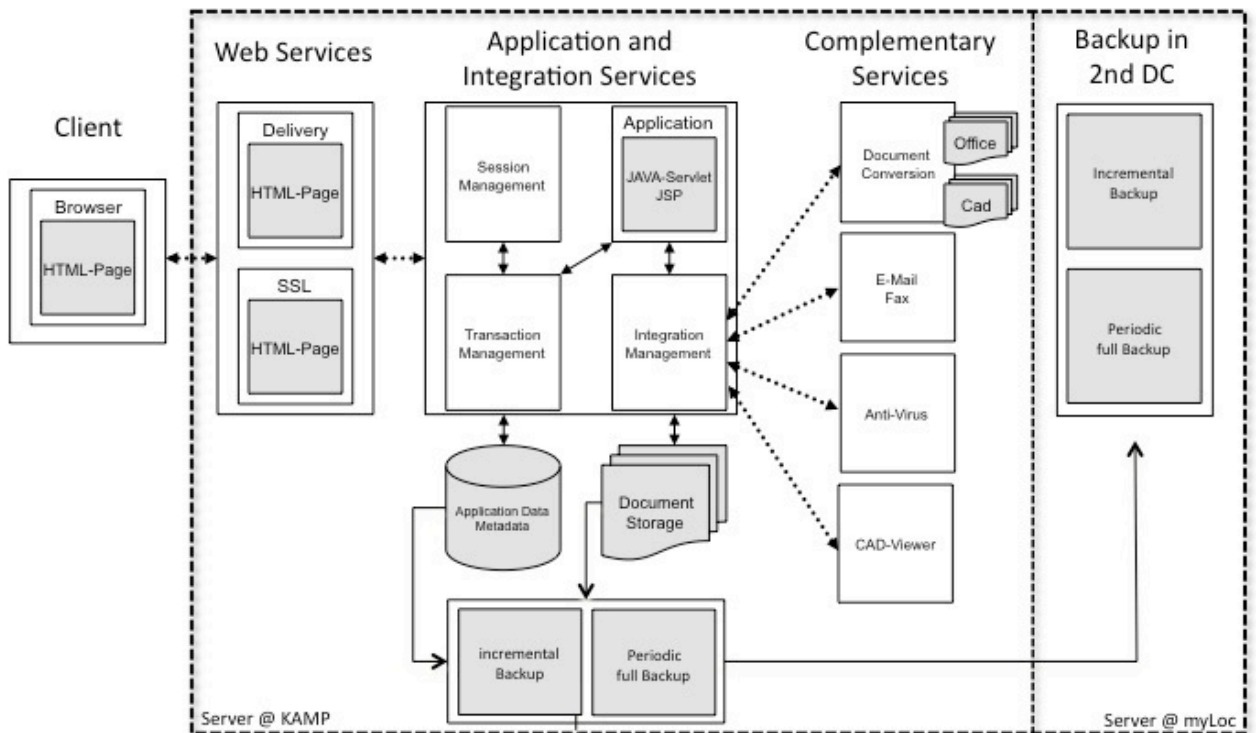 Client
Browser
HTML-Page
Web Services
Delivery
HTML-Page
SSL
HTML-Page
Application and
Integration Services
Session
Management
Application
JAVA-Servlet
JSP
Transaction
Management
Integration
Management
Application Data
Metadata
Document
Storage
incremental
Backup
Periodic
full Backup
Complementary
Services
Document
Conversion
Office
Cad
E-Mail
Fax
Anti-Virus
CAD-Viewer
Backup in
2nd DC
Incremental
Backup
Periodic
full Backup
Server @ KAMP
Server @ myLoc